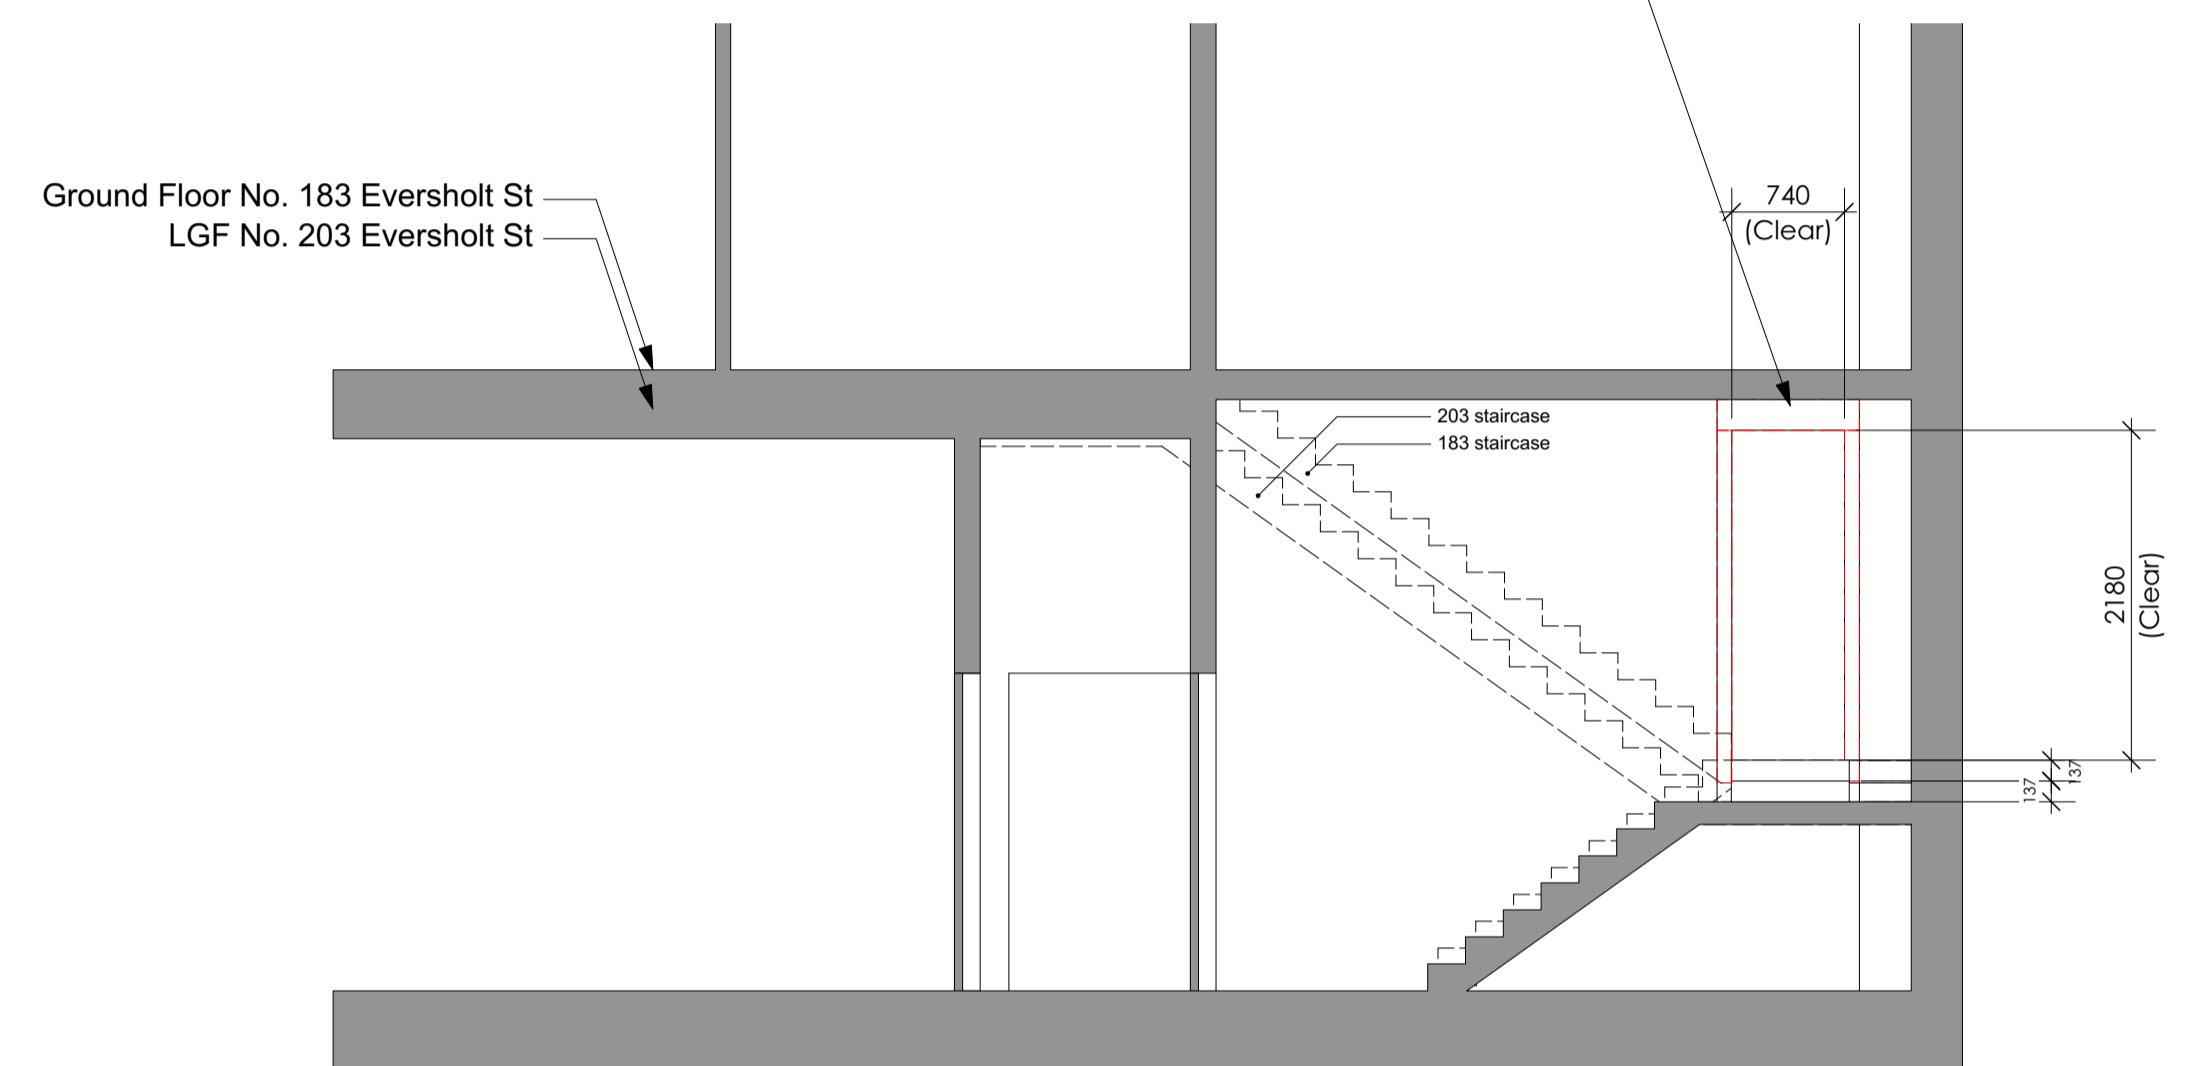 Ground Floor No. 183 Eversholt St
LGF No. 203 Eversholt St
740
(Clear)
203 staircase
183 staircase
2180
(Clear)
137
137